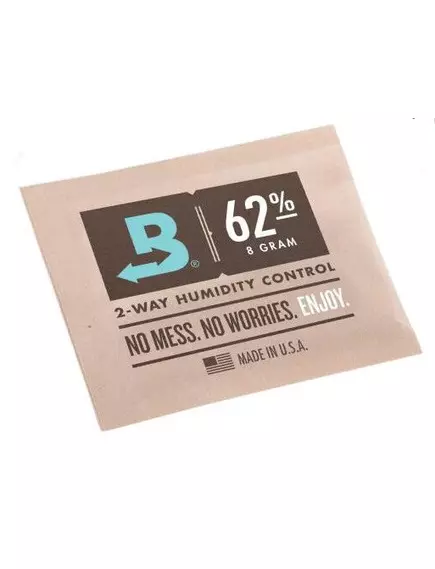 B®
62%
8 GRAM
2-WAY HUMIDITY CONTROL
NO MESS. NO WORRIES. ENJOY.
MADE IN U.S.A.